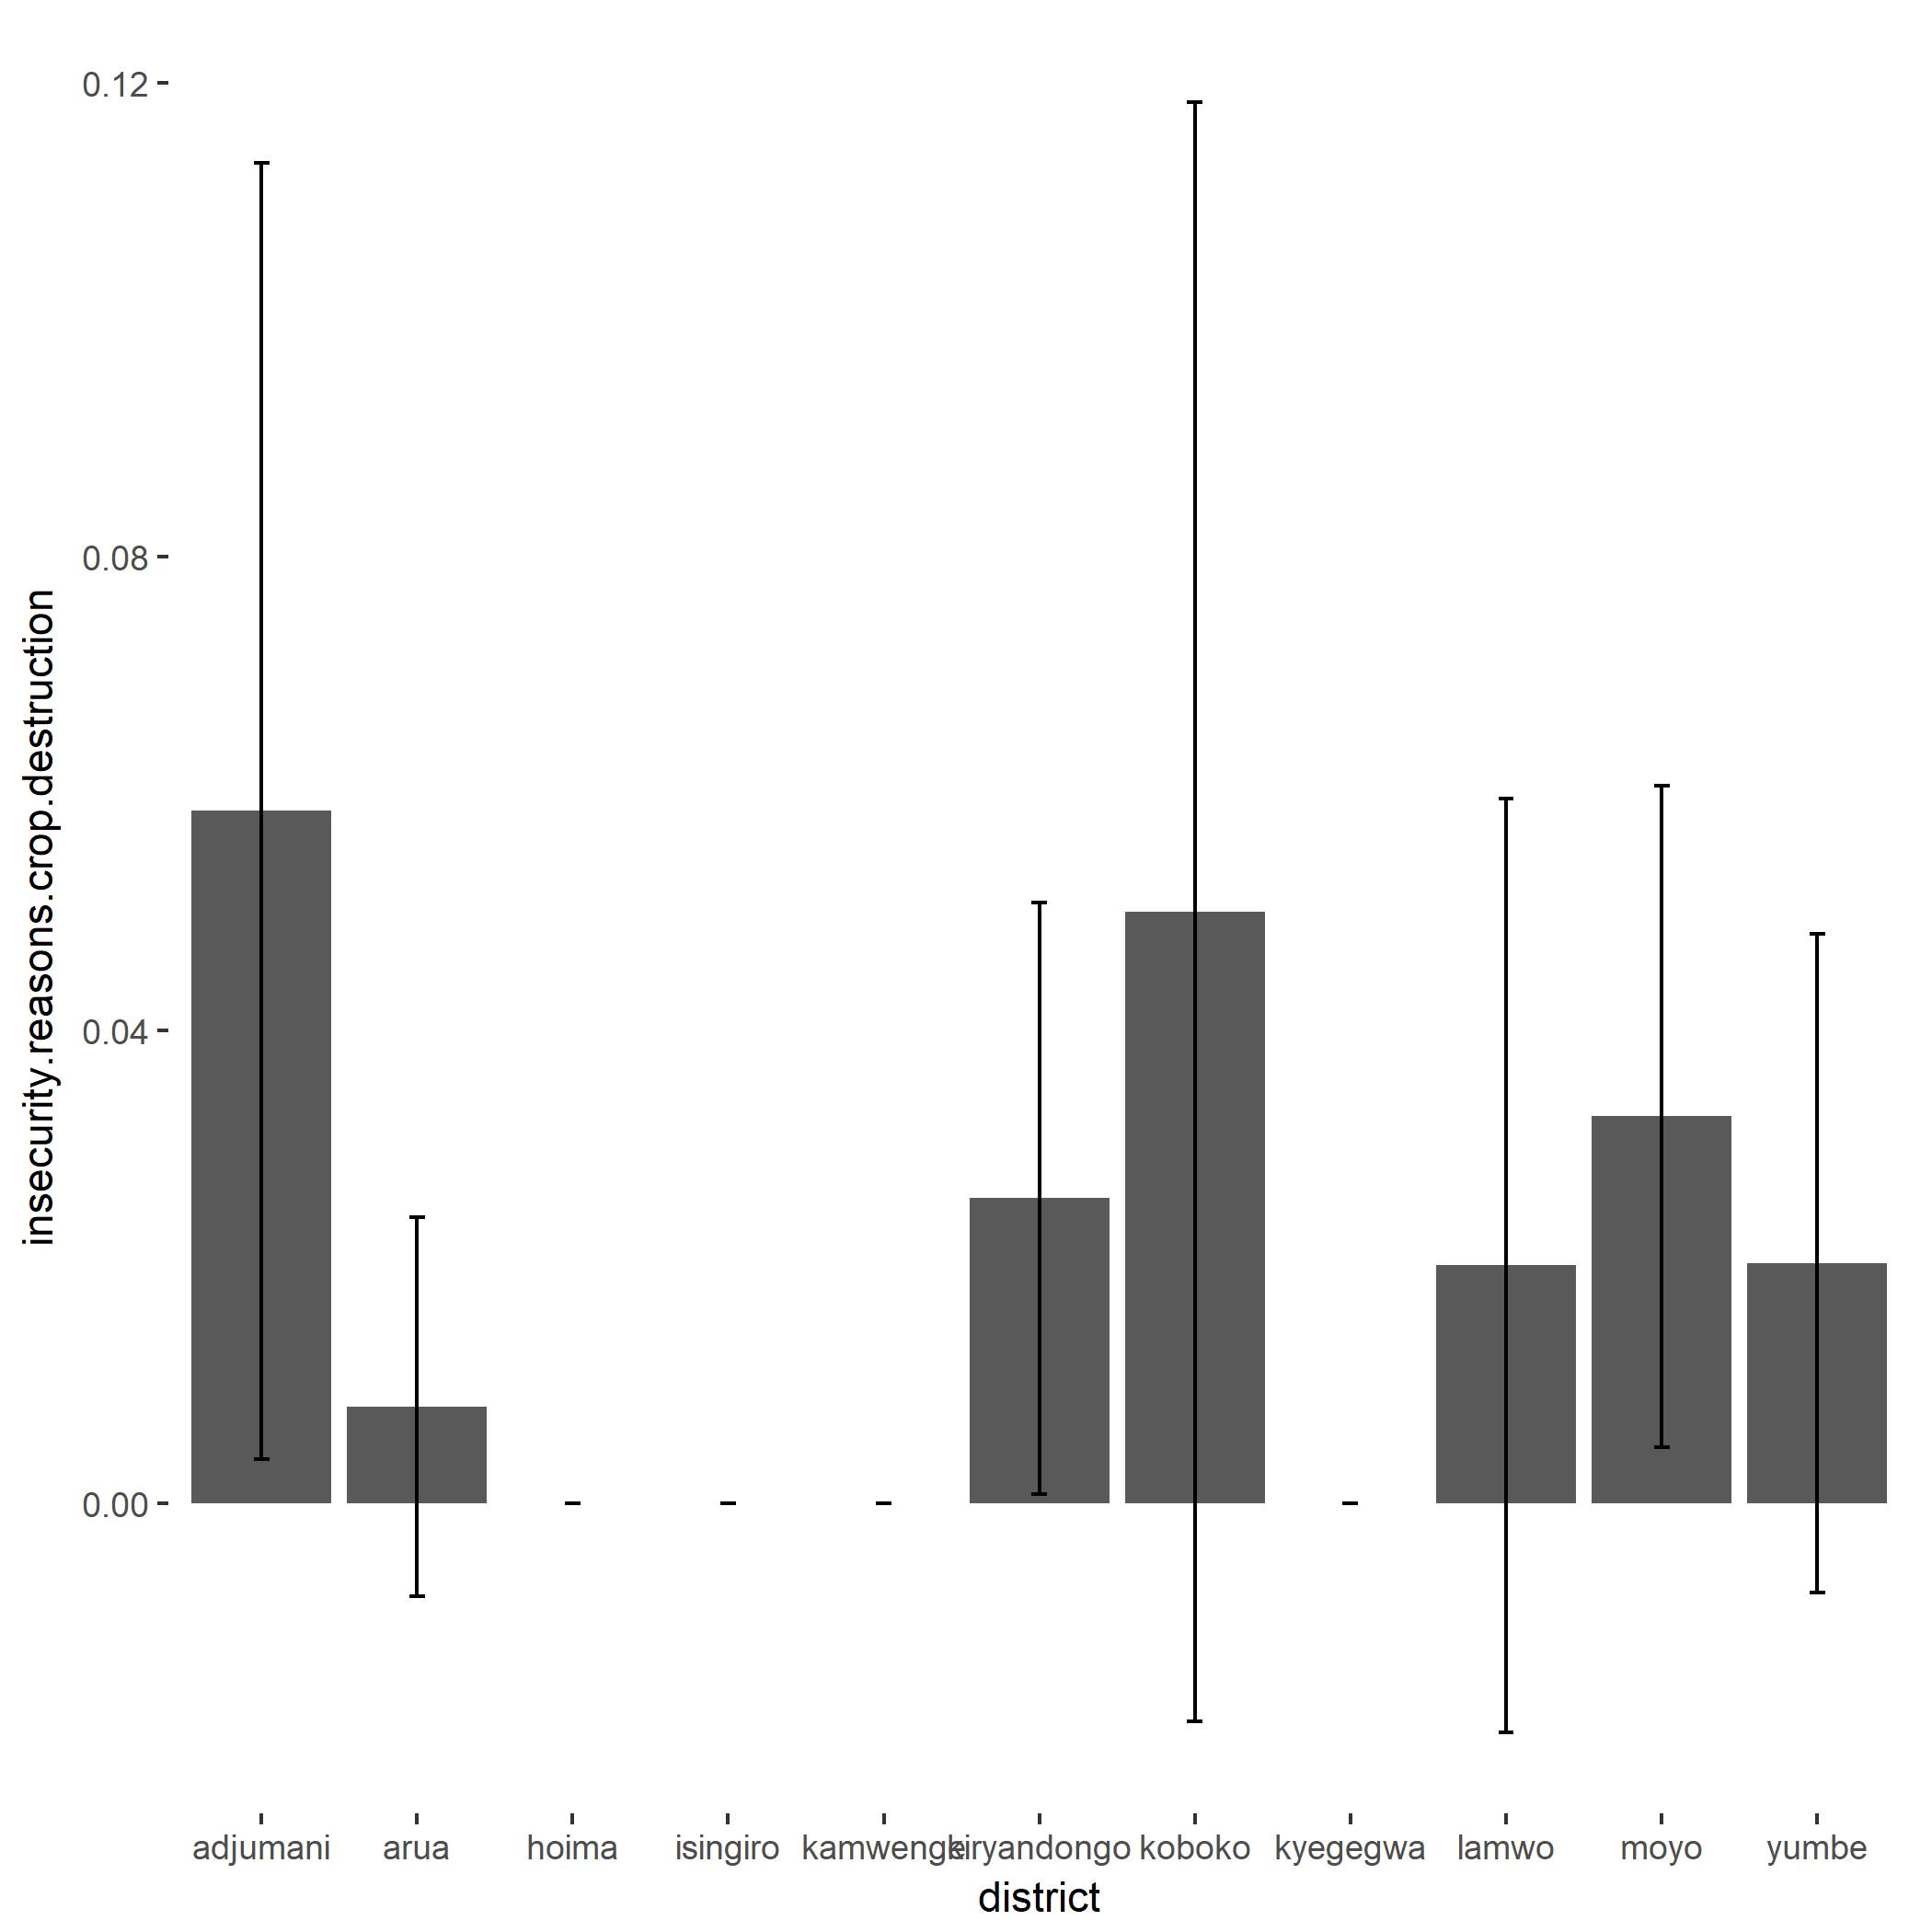 0.12
0.08
0.04
0.00
insecurity.reasons.crop.destruction
adjumani arua hoima isingiro kamwenge kiryandongo koboko kyegegwa lamwo moyo yumbe
district